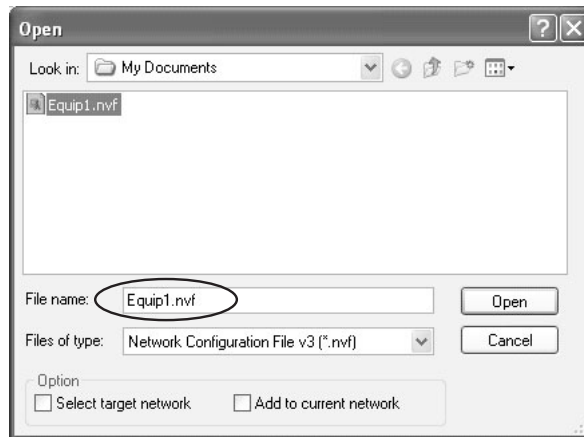 Open
Look in: My Documents
Equip1.nvf
File name: Equip1.nvf Open
Files of type: Network Configuration File v3 (*.nvf) Cancel
Option
Select target network Add to current network